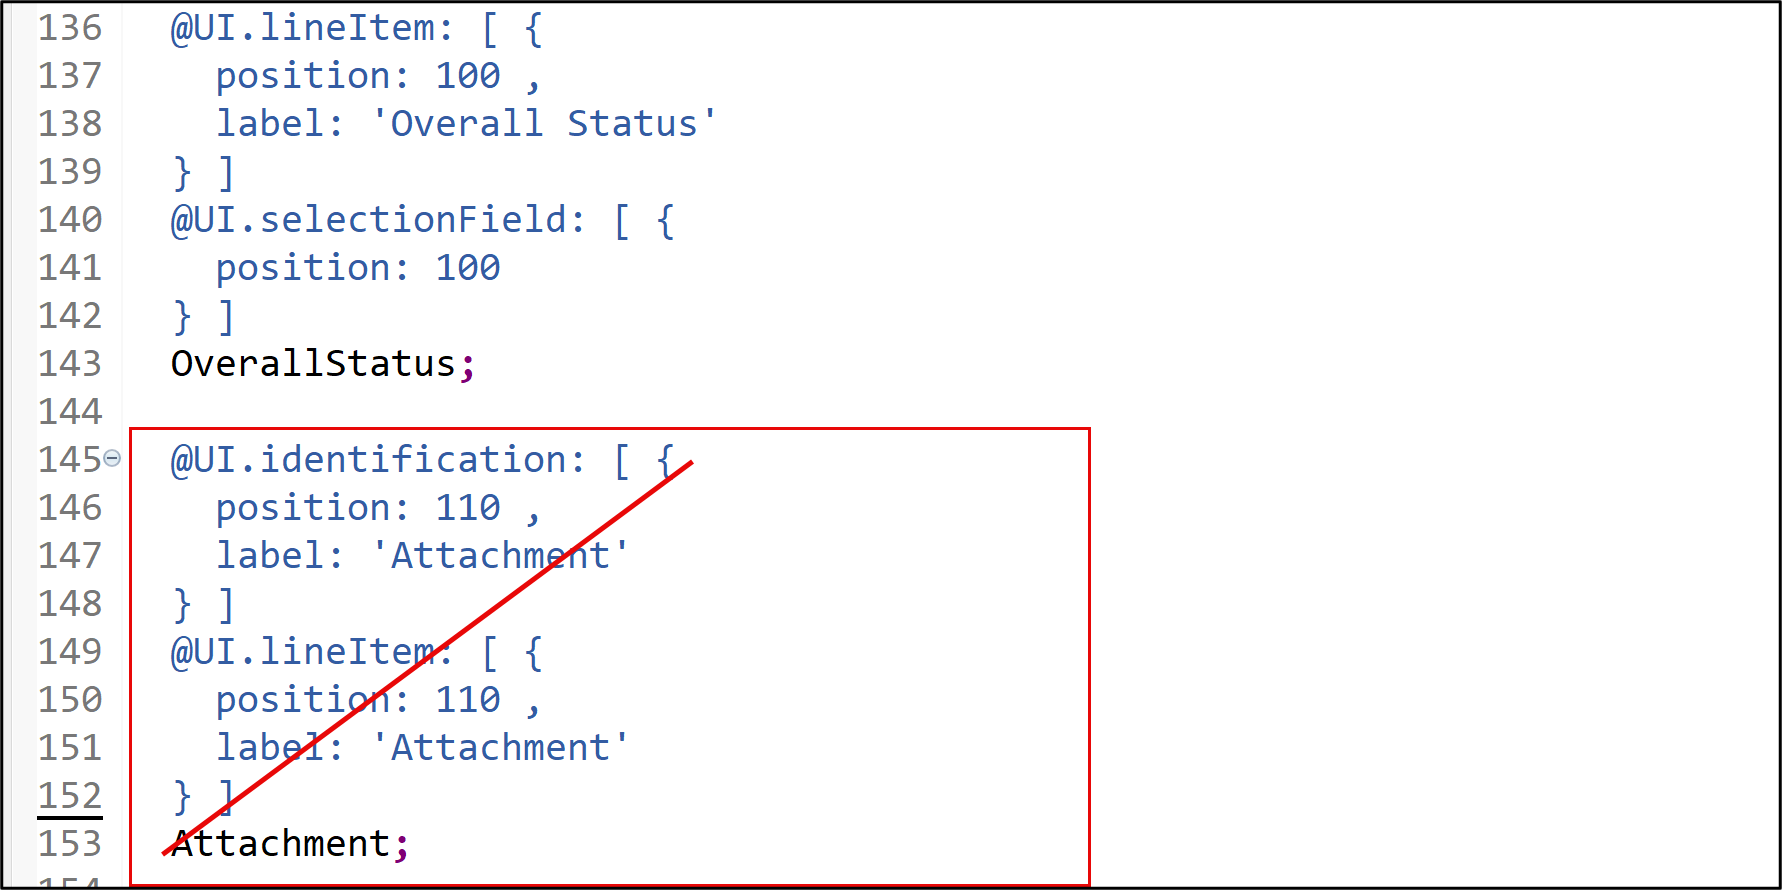 136 @UI.lineItem: [ {
137 position: 100 ,
138 label: 'Overall Status'
139 } ]
140 @UI.selectionField: [ {
141 position: 100
142 } ]
143 OverallStatus;
144
145 @UI.identification: [ {
146 position: 110 ,
147 label: 'Attachment'
148 } ]
149 @UI.lineItem: [ {
150 position: 110 ,
151 label: 'Attachment'
152 } ]
153 Attachment;
154